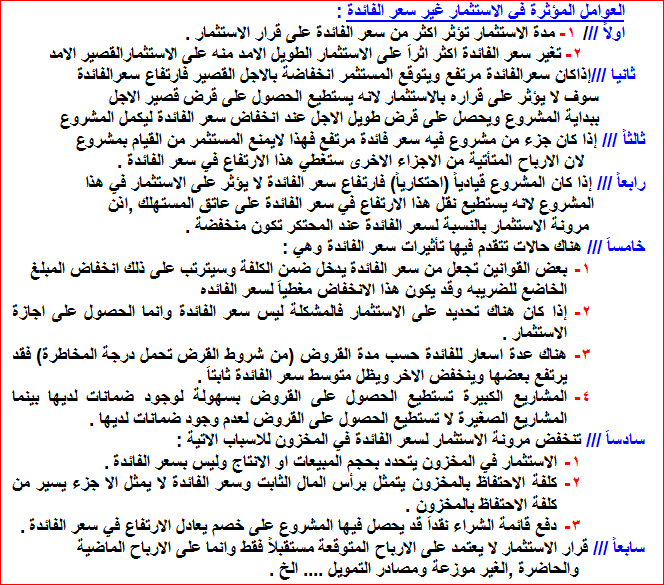 العوامل المؤثرة في الاستثمار غير سعر الفائدة :
اولاً /// ١- مدة الاستثمار تؤثر اكثر من سعر الفائدة على قرار الاستثمار .
٢- تغير سعر الفائدة اكثر اثراً على الاستثمار الطويل الامد منه على الاستثمارالقصير الامد
ثانيا ///إذاكان سعرالفائدة مرتفع ويتوقع المستثمر انخفاضة بالاجل القصير فارتفاع سعرالفائدة
سوف لا يؤثر على قراره بالاستثمار لانه يستطيع الحصول على قرض قصير الاجل
ببداية المشروع ويحصل على قرض طويل الاجل عند انخفاض سعر الفائدة ليكمل المشروع
ثالثاً /// إذا كان جزء من مشروع فيه سعر فائدة مرتفع فهذا لايمنع المستثمر من القيام بمشروع
لان الارباح المتأتية من الاجزاء الاخرى ستغطي هذا الارتفاع في سعر الفائدة .
رابعاً /// إذا كان المشروع قيادياً (احتكارياً) فارتفاع سعر الفائدة لا يؤثر على الاستثمار في هذا
المشروع لانه يستطيع نقل هذا الارتفاع في سعر الفائدة على عاتق المستهلك ,اذن
مرونة الاستثمار بالنسبة لسعر الفائدة عند المحتكر تكون منخفضة .
خامساً /// هناك حالات تتقدم فيها تأثيرات سعر الفائدة وهي :
١- بعض القوانين تجعل من سعر الفائدة يدخل ضمن الكلفة وسيترتب على ذلك انخفاض المبلغ
الخاضع للضريبه وقد يكون هذا الانخفاض مغطياً لسعر الفائده
٢- إذا كان هناك تحديد على الاستثمار فالمشكلة ليس سعر الفائدة وانما الحصول على اجازة
الاستثمار .
٣- هناك عدة اسعار للفائدة حسب مدة القروض (من شروط القرض تحمل درجة المخاطرة) فقد
يرتفع بعضها وينخفض الاخر ويظل متوسط سعر الفائدة ثابتاً .
٤- المشاريع الكبيرة تستطيع الحصول على القروض بسهولة لوجود ضمانات لديها بينما
المشاريع الصغيرة لا تستطيع الحصول على القروض لعدم وجود ضمانات لديها .
سادساً /// تنخفض مرونة الاستثمار لسعر الفائدة في المخزون للاسباب الاتية :
١- الاستثمار في المخزون يتحدد بحجم المبيعات او الانتاج وليس بسعر الفائدة .
٢- كلفة الاحتفاظ بالمخزون يتمثل برأس المال الثابت وسعر الفائدة لا يمثل الا جزء يسير من
كلفة الاحتفاظ بالمخزون .
٣- دفع قائمة الشراء نقداً قد يحصل فيها المشروع على خصم يعادل الارتفاع في سعر الفائدة .
سابعاً /// قرار الاستثمار لا يعتمد على الارباح المتوقعة مستقبلاً فقط وانما على الارباح الماضية
والحاضرة ,الغير موزعة ومصادر التمويل .... الخ .